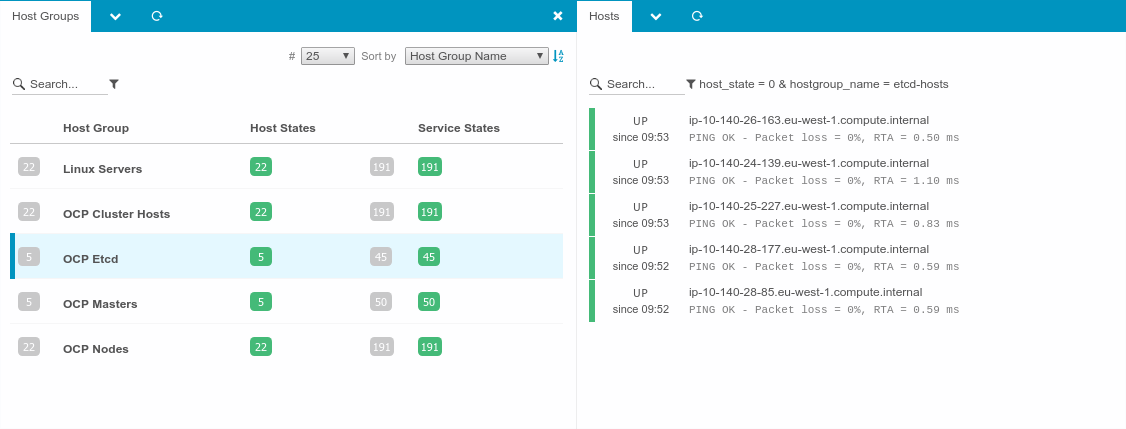 Host Groups
# 25 Sort by Host Group Name
Search...
Host Group Host States Service States
22 Linux Servers 22 191 191
22 OCP Cluster Hosts 22 191 191
5 OCP Etcd 5 45 45
5 OCP Masters 5 50 50
22 OCP Nodes 22 191 191
Hosts
Search... host_state = 0 & hostgroup_name = etcd-hosts
UP ip-10-140-26-163.eu-west-1.compute.internal
since 09:53 PING OK - Packet loss = 0%, RTA = 0.50 ms
UP ip-10-140-24-139.eu-west-1.compute.internal
since 09:53 PING OK - Packet loss = 0%, RTA = 1.10 ms
UP ip-10-140-25-227.eu-west-1.compute.internal
since 09:53 PING OK - Packet loss = 0%, RTA = 0.83 ms
UP ip-10-140-28-177.eu-west-1.compute.internal
since 09:52 PING OK - Packet loss = 0%, RTA = 0.59 ms
UP ip-10-140-28-85.eu-west-1.compute.internal
since 09:52 PING OK - Packet loss = 0%, RTA = 0.59 ms